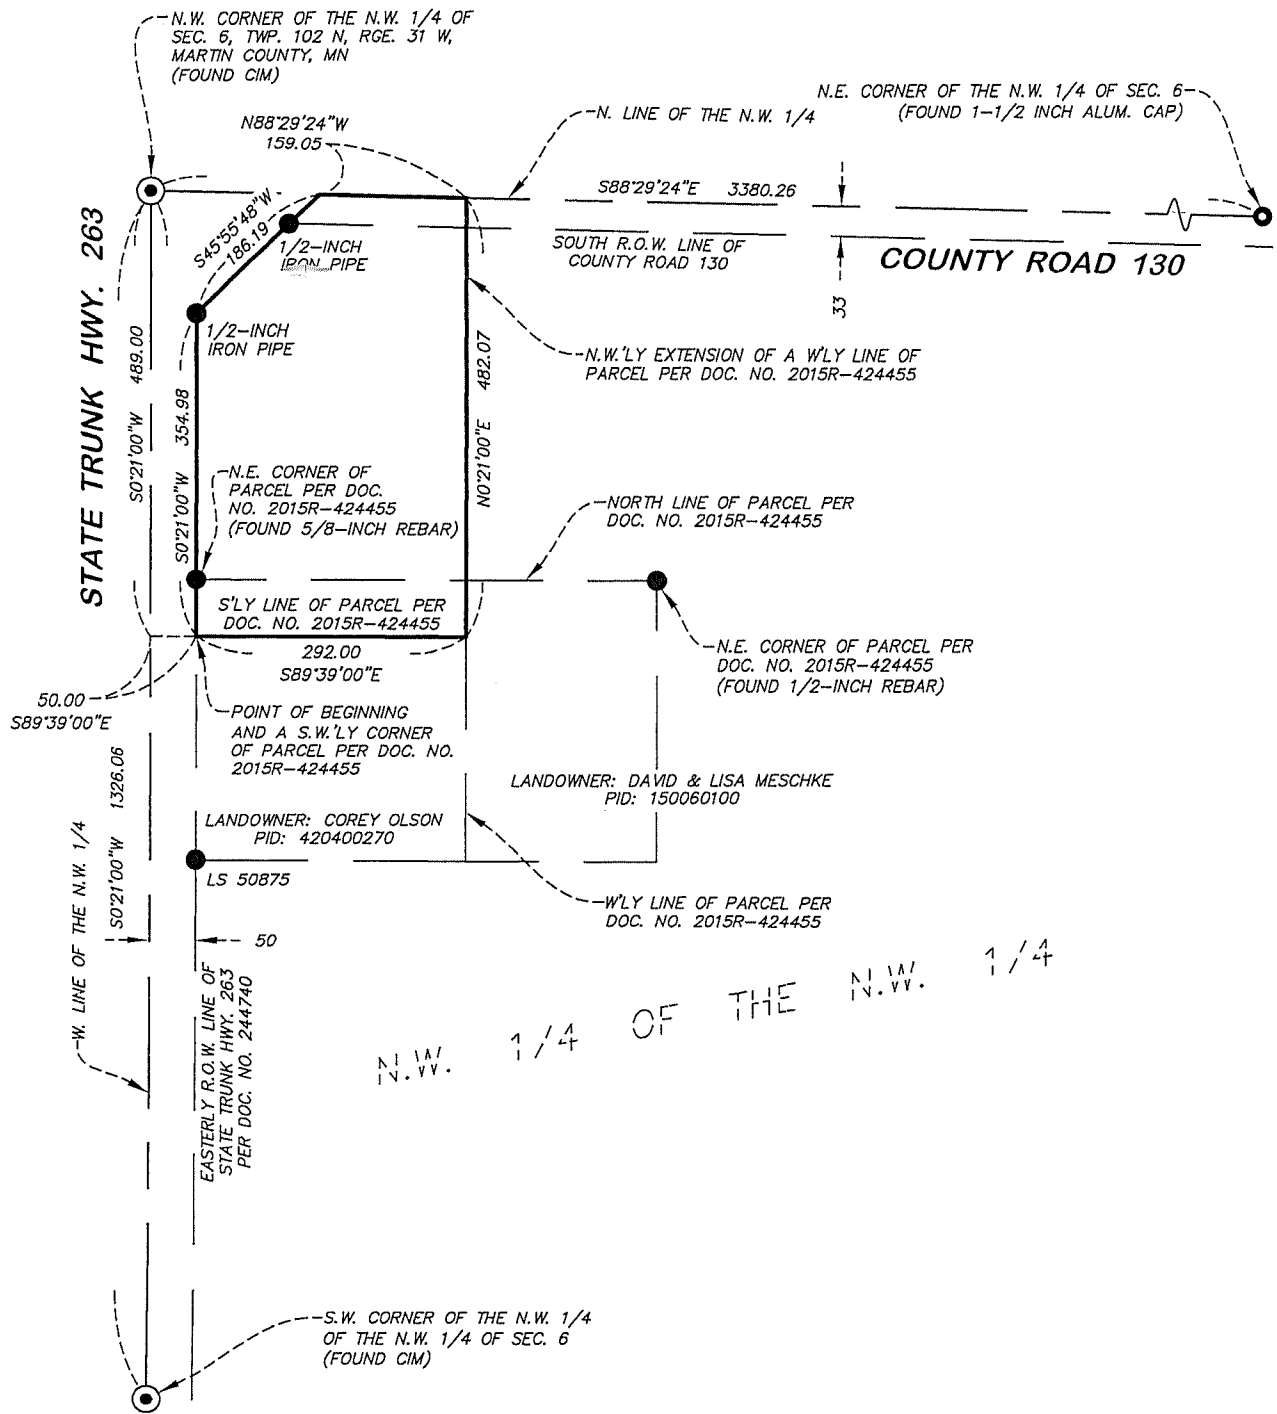 N.W. CORNER OF THE N.W. 1/4 OF
SEC. 6, TWP. 102 N, RGE. 31 W,
MARTIN COUNTY, MN
(FOUND CIM)
N.E. CORNER OF THE N.W. 1/4 OF SEC. 6
(FOUND 1-1/2 INCH ALUM. CAP)
N88°29'24"W
159.05
N. LINE OF THE N.W. 1/4
S88°29'24"E 3380.26
S45°55'48"W
186.19
1/2-INCH
IRON PIPE
SOUTH R.O.W. LINE OF
COUNTY ROAD 130
COUNTY ROAD 130
33
STATE TRUNK HWY. 263
1/2-INCH
IRON PIPE
N.W.'LY EXTENSION OF A W'LY LINE OF
PARCEL PER DOC. NO. 2015R-424455
S0°21'00"W 489.00
S0°21'00"W 354.98
N0°21'00"E 482.07
N.E. CORNER OF
PARCEL PER DOC.
NO. 2015R-424455
(FOUND 5/8-INCH REBAR)
NORTH LINE OF PARCEL PER
DOC. NO. 2015R-424455
S'LY LINE OF PARCEL PER
DOC. NO. 2015R-424455
292.00
S89°39'00"E
N.E. CORNER OF PARCEL PER
DOC. NO. 2015R-424455
(FOUND 1/2-INCH REBAR)
50.00
S89°39'00"E
POINT OF BEGINNING
AND A S.W.'LY CORNER
OF PARCEL PER DOC. NO.
2015R-424455
LANDOWNER: DAVID & LISA MESCHKE
PID: 150060100
LANDOWNER: COREY OLSON
PID: 420400270
LS 50875
W'LY LINE OF PARCEL PER
DOC. NO. 2015R-424455
W. LINE OF THE N.W. 1/4
S0°21'00"W 1326.06
50
EASTERLY R.O.W. LINE OF
STATE TRUNK HWY. 263
PER DOC. NO. 244740
N.W. 1/4 OF THE N.W. 1/4
S.W. CORNER OF THE N.W. 1/4
OF THE N.W. 1/4 OF SEC. 6
(FOUND CIM)